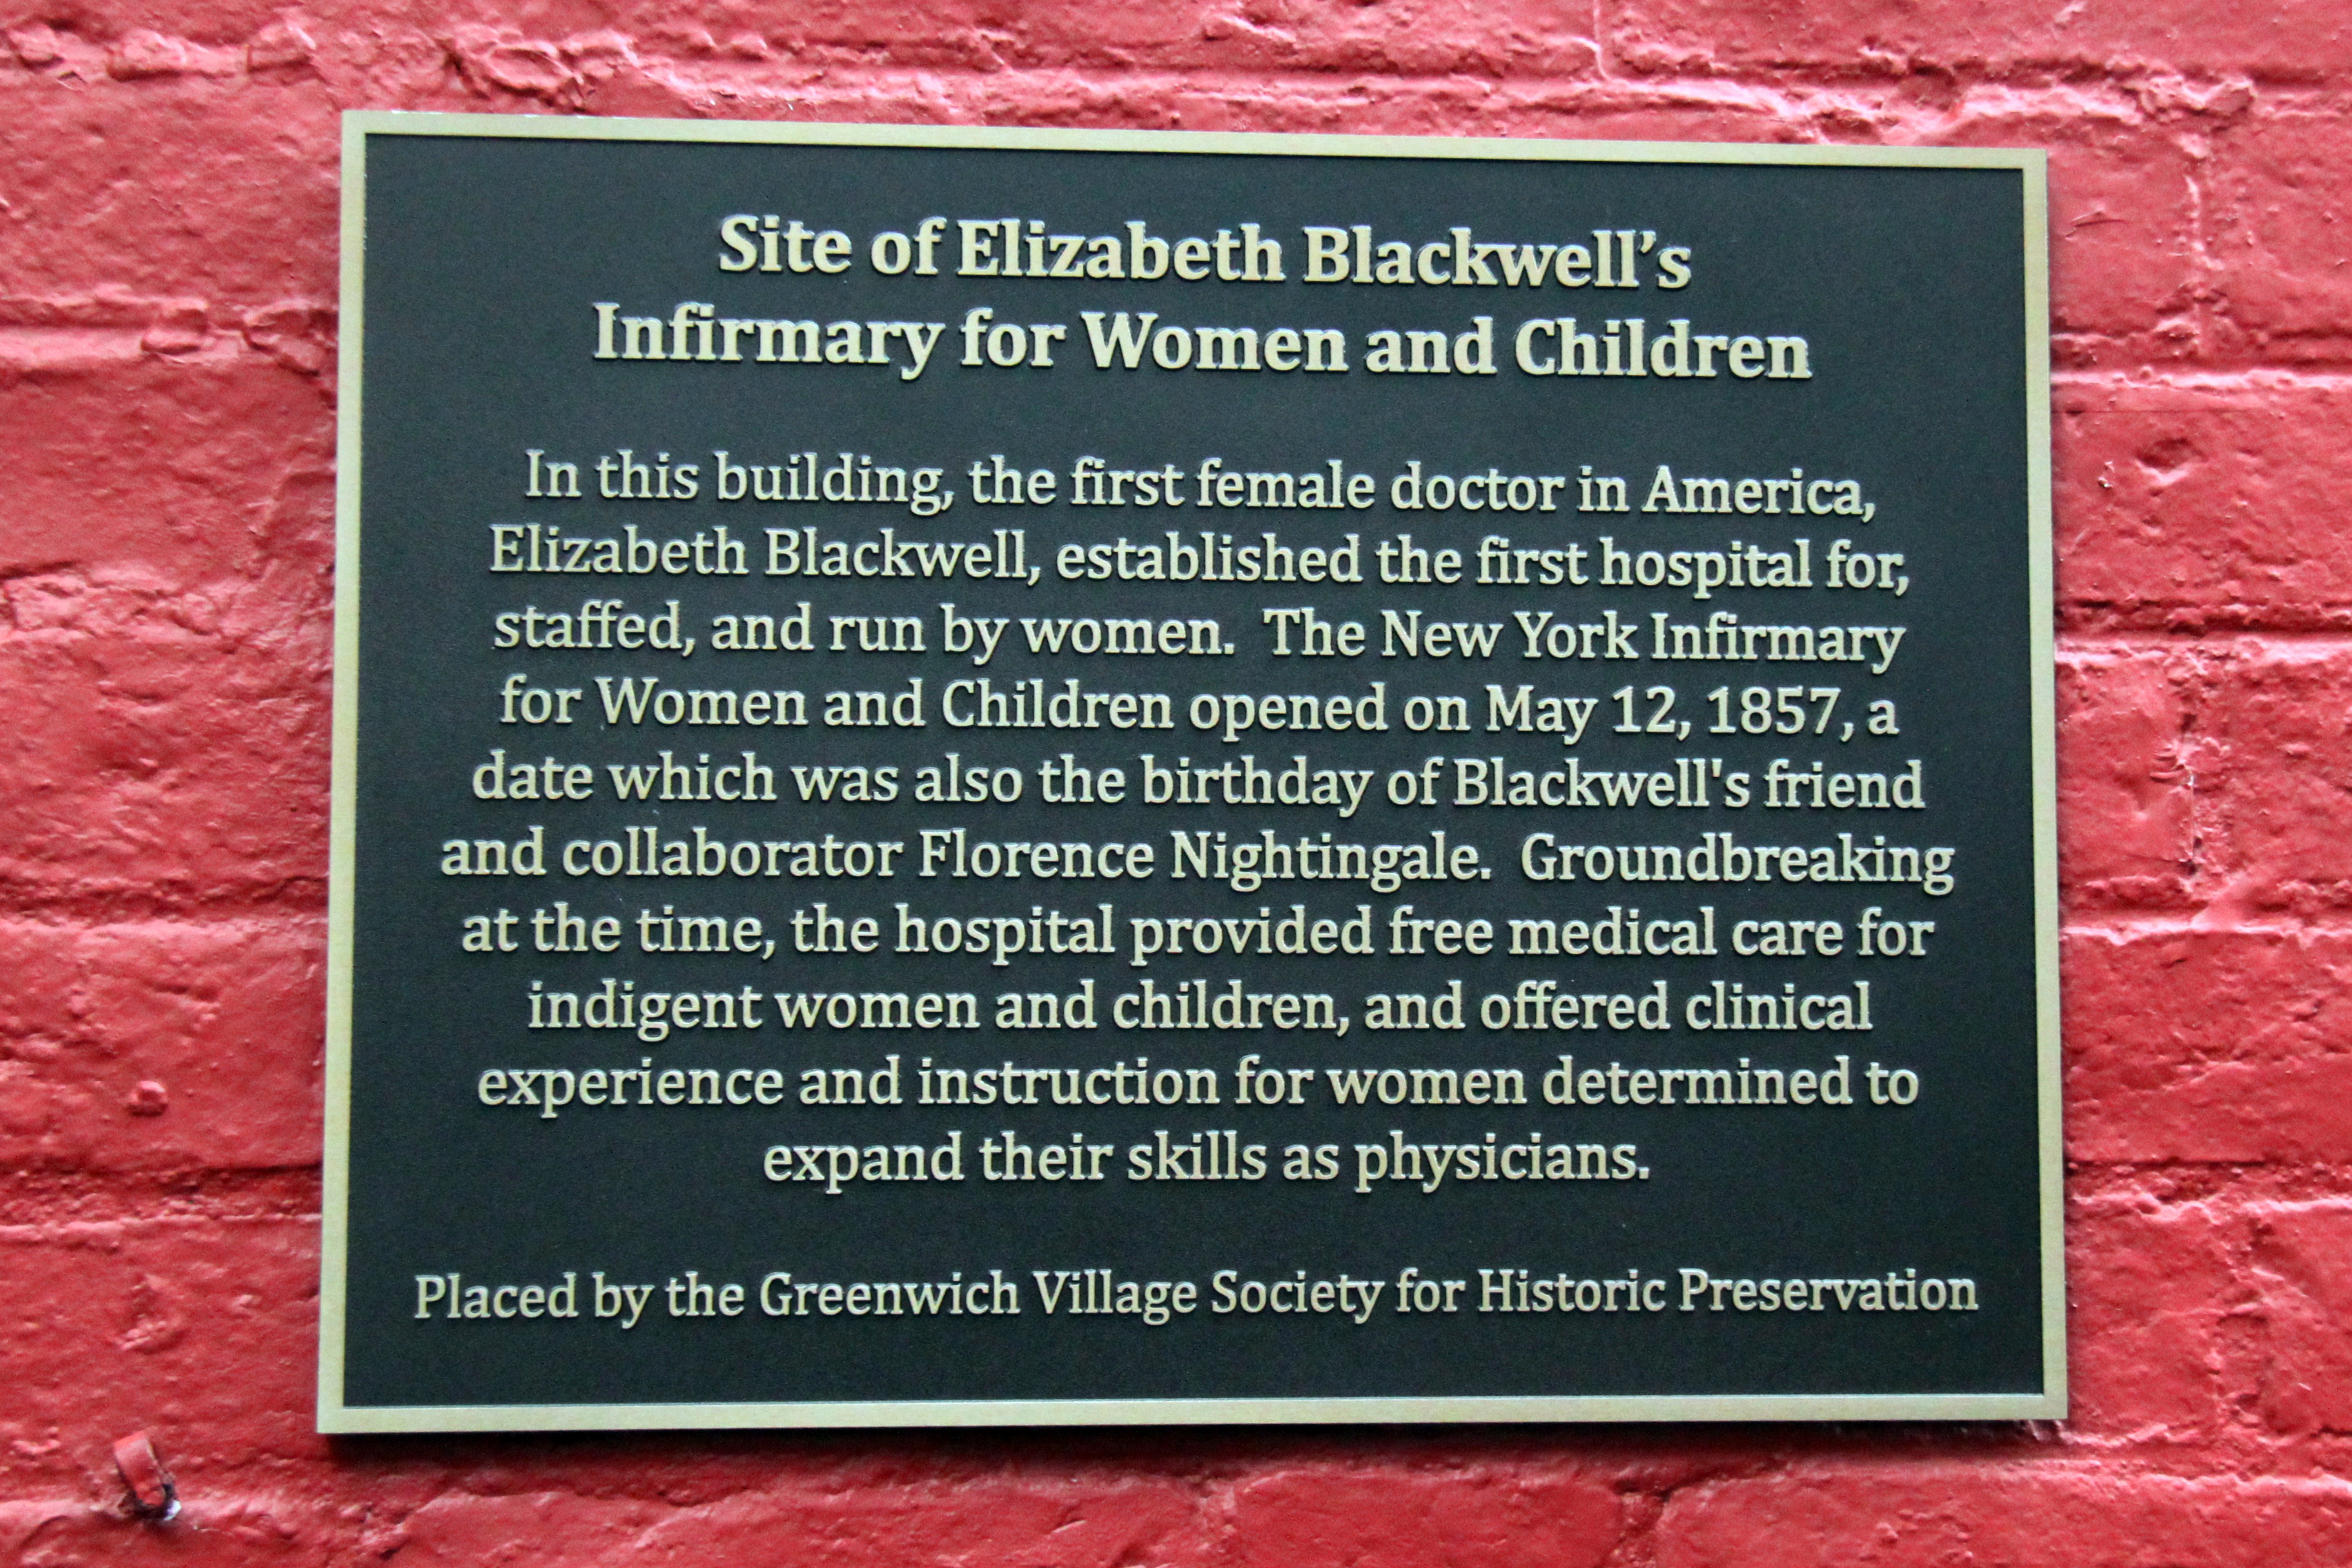 Site of Elizabeth Blackwell’s
Infirmary for Women and Children
In this building, the first female doctor in America,
Elizabeth Blackwell, established the first hospital for,
staffed, and run by women.  The New York Infirmary
for Women and Children opened on May 12, 1857, a
date which was also the birthday of Blackwell's friend
and collaborator Florence Nightingale.  Groundbreaking
at the time, the hospital provided free medical care for
indigent women and children, and offered clinical
experience and instruction for women determined to
expand their skills as physicians.
Placed by the Greenwich Village Society for Historic Preservation